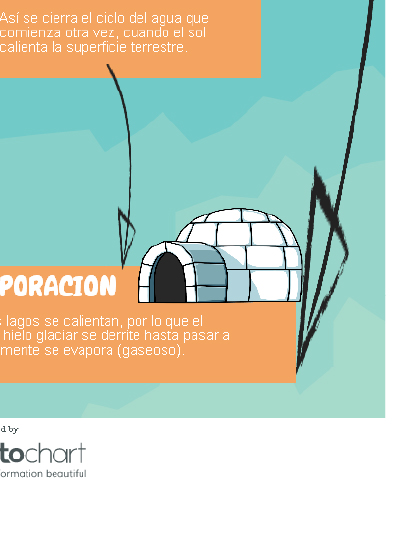 Así se cierra el ciclo del agua que
comienza otra vez, cuando el sol
calienta la superficie terrestre.
PORACION
s lagos se calientan, por lo que el
hielo glaciar se derrite hasta pasar a
mente se evapora (gaseoso).
d by
tochart
ormation beautiful